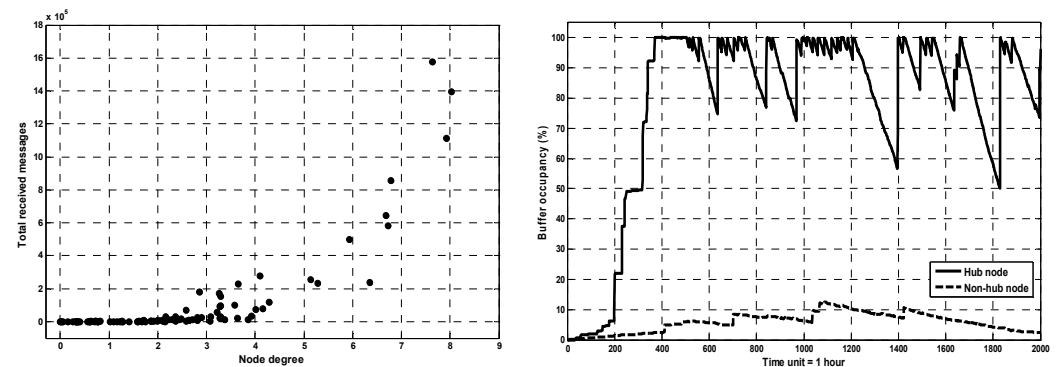 x 10^5
18
16
14
12
10
8
6
4
2
0
Total received messages
0 1 2 3 4 5 6 7 8 9
Node degree
100
90
80
70
60
50
40
30
20
10
0
Buffer occupancy (%)
Hub node
Non-hub node
0 200 400 600 800 1000 1200 1400 1600 1800 2000
Time unit = 1 hour